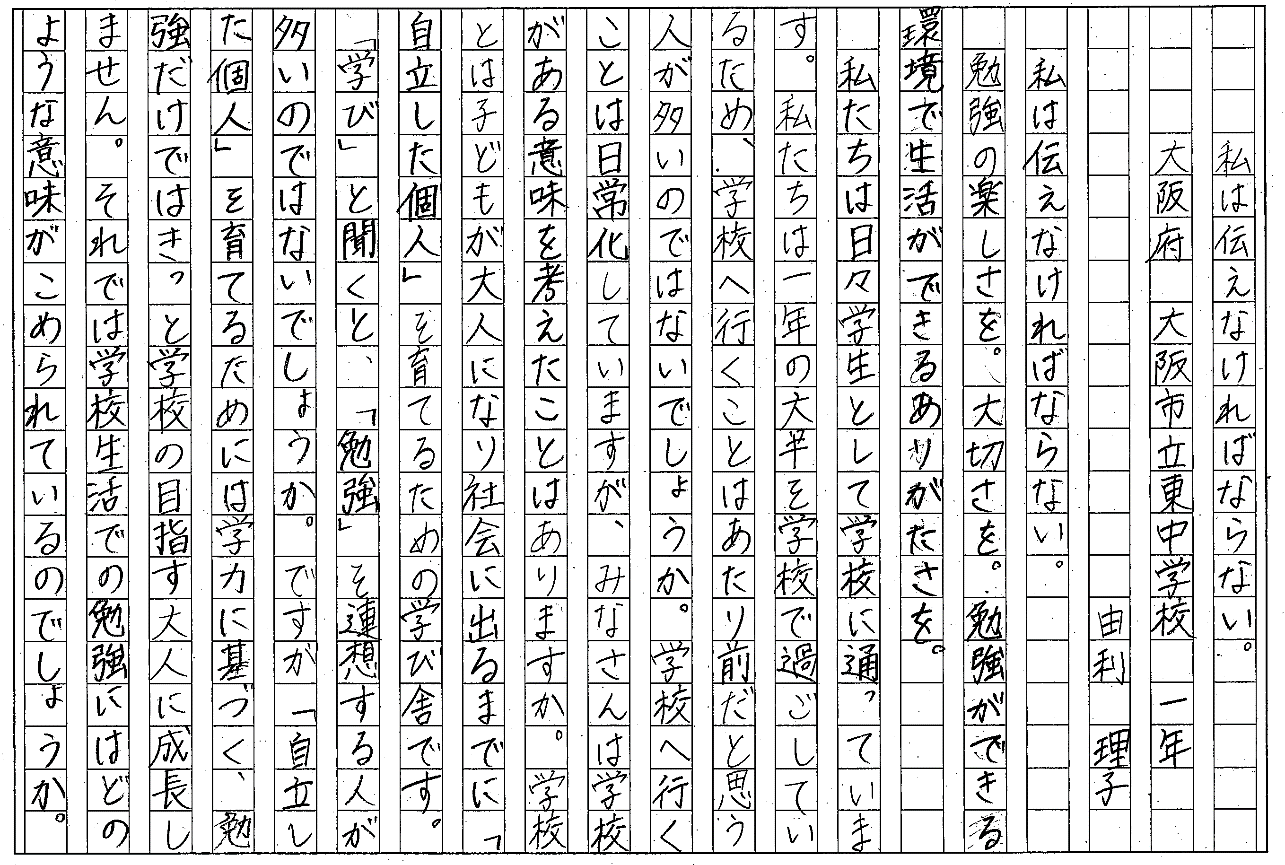 私は伝えなければならない。
大阪府 大阪市立東中学校 一年
由利 理子
私は伝えなければならない。
勉強の楽しさを。大切さを。勉強ができる
環境で生活ができるありがたさを。
私たちは日々学生として学校に通っていま
す。私たちは一年の大半を学校で過ごしてい
るため、学校へ行くことはあたり前だと思う
人が多いのではないでしょうか。学校へ行く
ことは日常化していますが、みなさんは学校
がある意味を考えたことはありますか。学校
とは子どもが大人になり社会に出るまでに「
自立した個人」を育てるための学び舎です。
「学び」と聞くと、「勉強」を連想する人が
多いのではないでしょうか。ですが「自立し
た個人」を育てるためには学力に基づく、勉
強だけではきっと学校の目指す大人に成長し
ません。それでは学校生活での勉強にはどの
ような意味がこめられているのでしょうか。